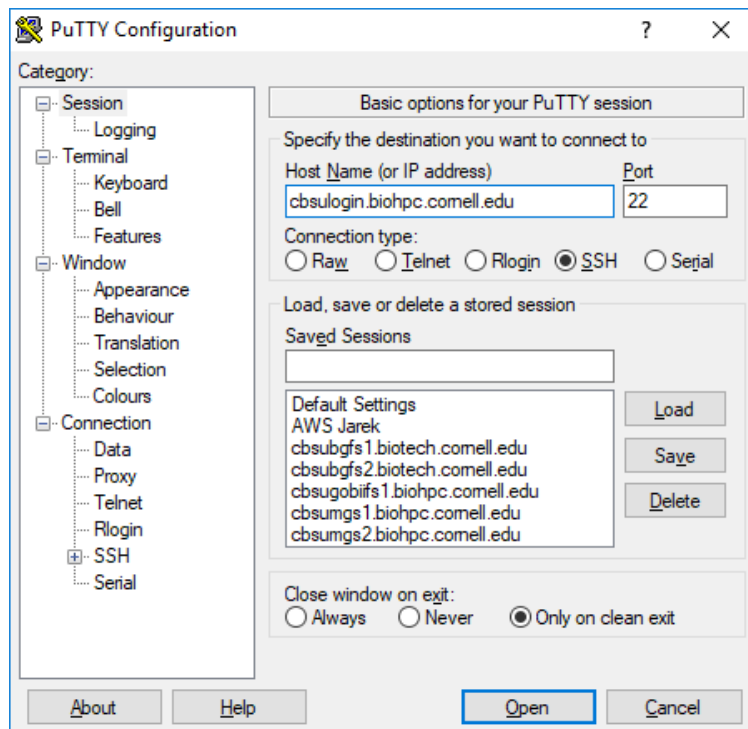 PuTTY Configuration
?
Category:
Session
Logging
Terminal
Keyboard
Bell
Features
Window
Appearance
Behaviour
Translation
Selection
Colours
Connection
Data
Proxy
Telnet
Rlogin
SSH
Serial
Basic options for your PuTTY session
Specify the destination you want to connect to
Host Name (or IP address) Port
cbsulogin.biohpc.cornell.edu 22
Connection type:
Raw Telnet Rlogin SSH Serial
Load, save or delete a stored session
Saved Sessions
Default Settings
AWS Jarek
cbsubgfs1.biotech.cornell.edu
cbsubgfs2.biotech.cornell.edu
cbsugobiifs1.biohpc.cornell.edu
cbsumgs1.biohpc.cornell.edu
cbsumgs2.biohpc.cornell.edu
Load
Save
Delete
Close window on exit:
Always Never Only on clean exit
About Help Open Cancel